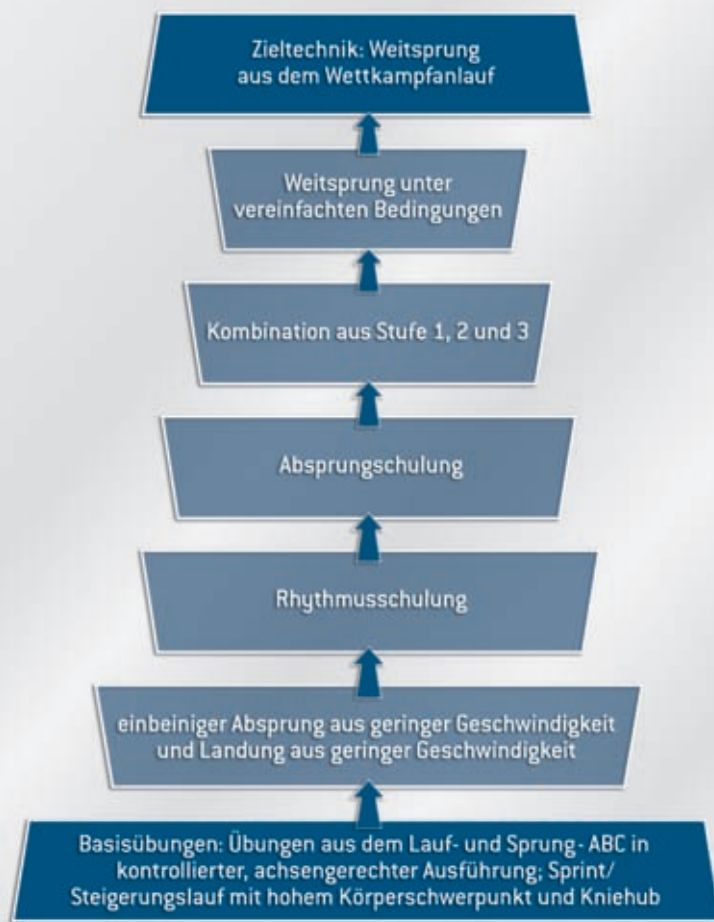 Zieltechnik: Weitsprung
aus dem Wettkampfanlauf
Weitsprung unter
vereinfachten Bedingungen
Kombination aus Stufe 1, 2 und 3
Absprungschulung
Rhythmusschulung
einbeiniger Absprung aus geringer Geschwindigkeit
und Landung aus geringer Geschwindigkeit
Basisübungen: Übungen aus dem Lauf- und Sprung- ABC in
kontrollierter, achsengerechter Ausführung; Sprint/
Steigerungslauf mit hohem Körperschwerpunkt und Kniehub